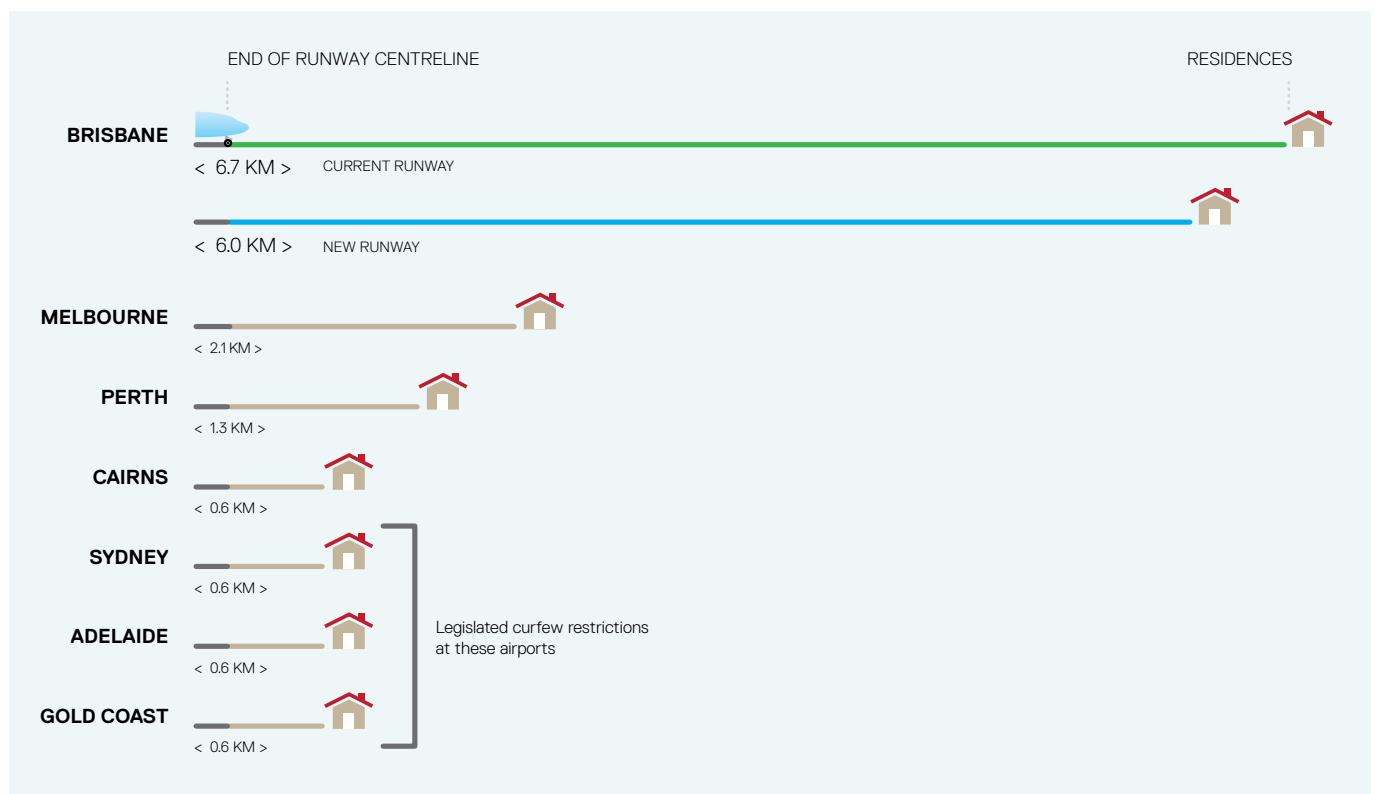 END OF RUNWAY CENTRELINE
RESIDENCES
BRISBANE
< 6.7 KM >
CURRENT RUNWAY
< 6.0 KM >
NEW RUNWAY
MELBOURNE
< 2.1 KM >
PERTH
< 1.3 KM >
CAIRNS
< 0.6 KM >
SYDNEY
< 0.6 KM >
ADELAIDE
< 0.6 KM >
Legislated curfew restrictions
at these airports
GOLD COAST
< 0.6 KM >